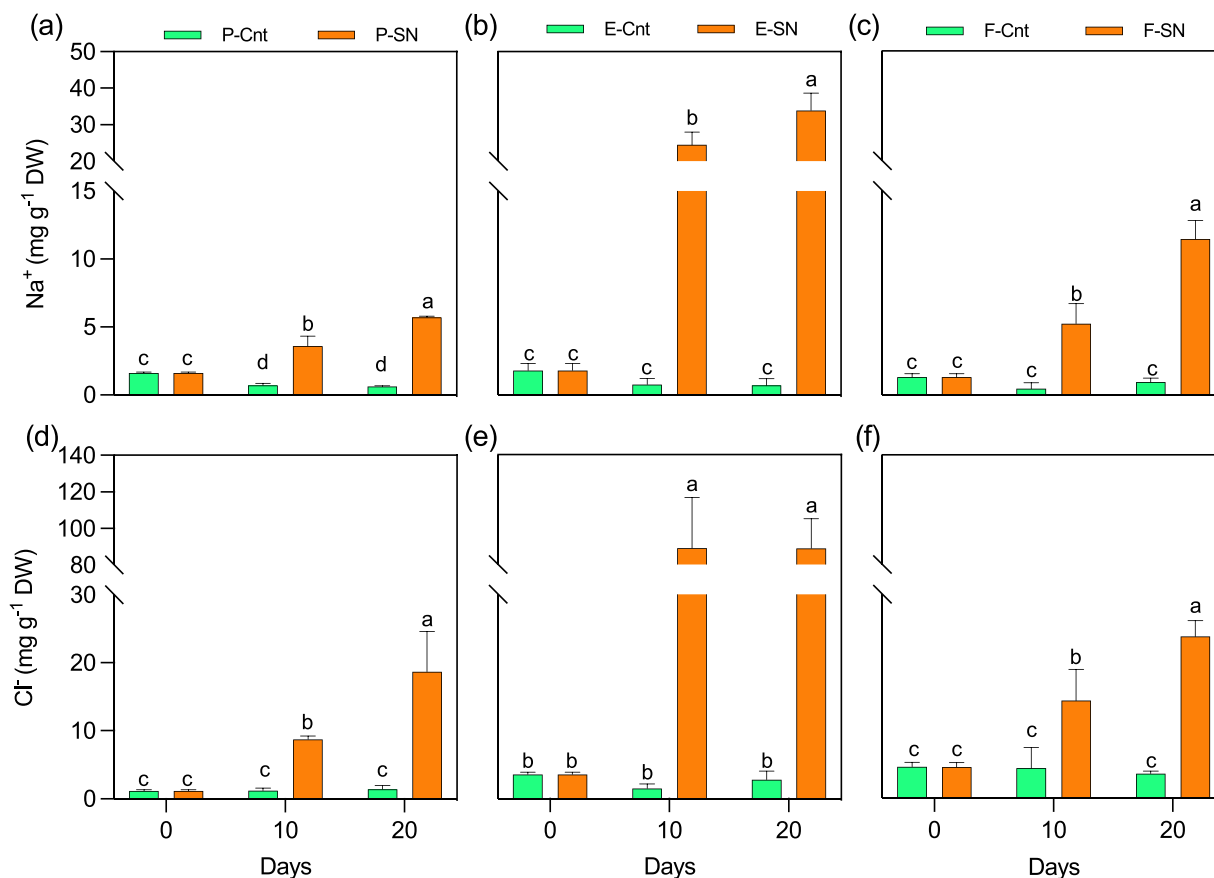 (a) P-Cnt P-SN
(b) E-Cnt E-SN
(c) F-Cnt F-SN
Na⁺ (mg g⁻¹ DW)
50
40
30
20
15
10
5
0
c c d b d a
c c c b c a
c c c b c a
(d)
(e)
(f)
Cl⁻ (mg g⁻¹ DW)
140
120
100
80
30
20
10
0
c c c b c a
b b b a b a
c c c b c a
0 10 20
0 10 20
0 10 20
Days
Days
Days